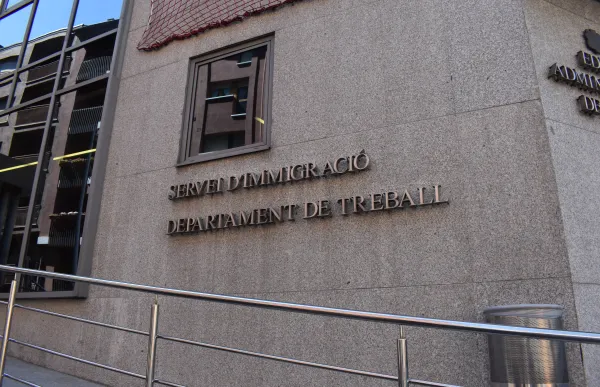 SERVEI D'IMMIGRACIÓ
DEPARTAMENT DE TREBALL